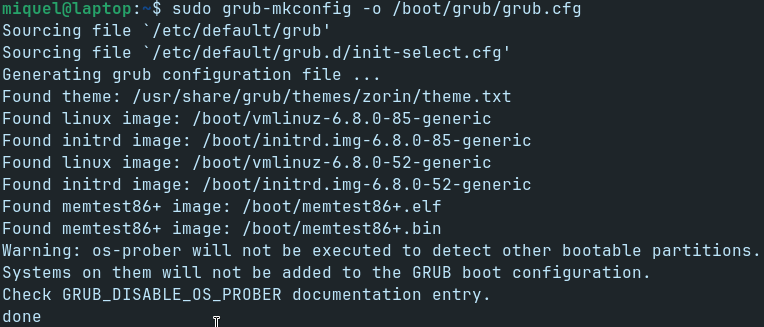 miquel@laptop:~$ sudo grub-mkconfig -o /boot/grub/grub.cfg
Sourcing file `/etc/default/grub'
Sourcing file `/etc/default/grub.d/init-select.cfg'
Generating grub configuration file ...
Found theme: /usr/share/grub/themes/zorin/theme.txt
Found linux image: /boot/vmlinuz-6.8.0-85-generic
Found initrd image: /boot/initrd.img-6.8.0-85-generic
Found linux image: /boot/vmlinuz-6.8.0-52-generic
Found initrd image: /boot/initrd.img-6.8.0-52-generic
Found memtest86+ image: /boot/memtest86+.elf
Found memtest86+ image: /boot/memtest86+.bin
Warning: os-prober will not be executed to detect other bootable partitions.
Systems on them will not be added to the GRUB boot configuration.
Check GRUB_DISABLE_OS_PROBER documentation entry.
done